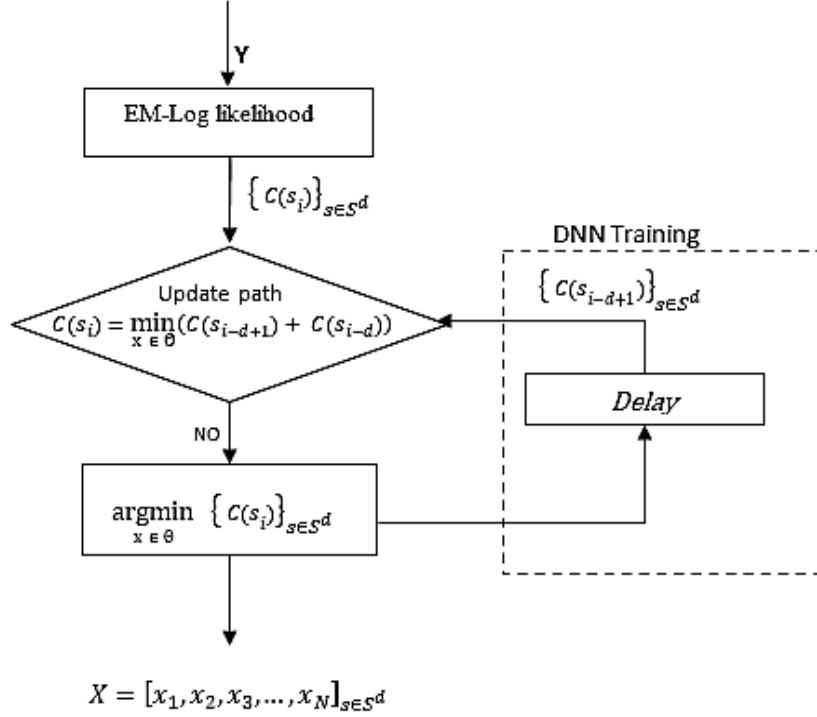 Y
EM-Log likelihood
{ C(s_i) }_{s∈S^d}
DNN Training
{ C(s_{i-d+1}) }_{s∈S^d}
Update path
C(s_i) = min_{x ∈ θ}(C(s_{i-d+1}) + C(s_{i-d}))
Delay
NO
argmin_{x ∈ θ} { C(s_i) }_{s∈S^d}
X = [x_1, x_2, x_3, ..., x_N]_{s∈S^d}